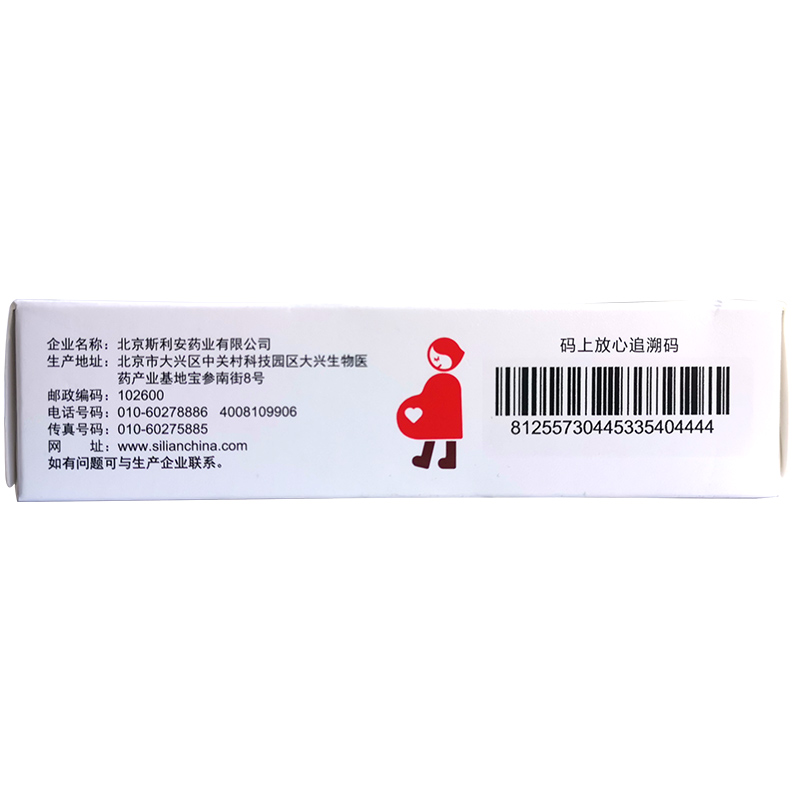 企业名称：北京斯利安药业有限公司
生产地址：北京市大兴区中关村科技园区大兴生物医
药产业基地宝参南街8号
邮政编码：102600
电话号码：010-60278886 4008109906
传真号码：010-60275885
网 址：www.silianchina.com
如有问题可与生产企业联系。
码上放心追溯码
81255730445335404444